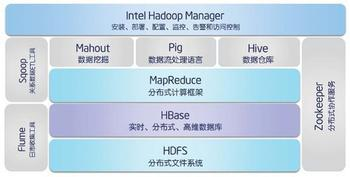 Intel Hadoop Manager
安装、部署、配置、监控、告警和访问控制
Sqoop
关系数据ETL工具
Mahout
数据挖掘
Pig
数据流处理语言
Hive
数据仓库
MapReduce
分布式计算框架
Flume
日志收集工具
HBase
实时、分布式、高维数据库
HDFS
分布式文件系统
Zookeeper
分布式协作服务